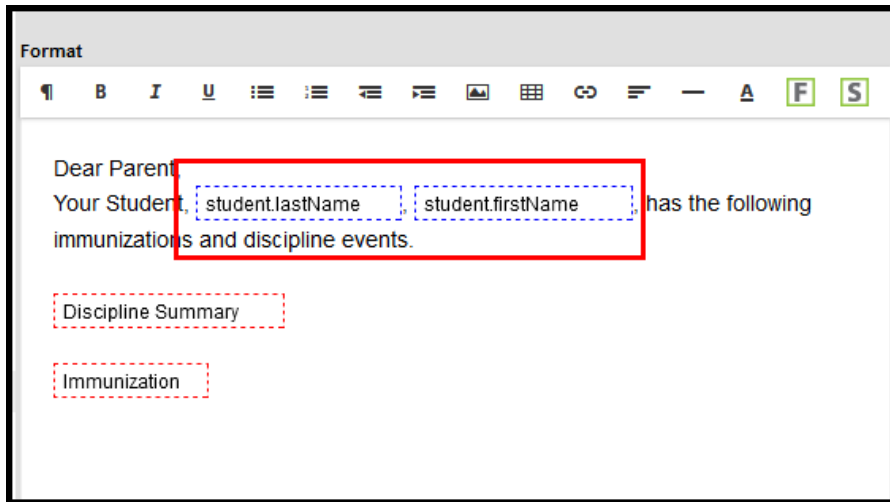 Format
¶ B I U A F S
Dear Parent,
Your Student, student.lastName , student.firstName , has the following
immunizations and discipline events.
Discipline Summary
Immunization